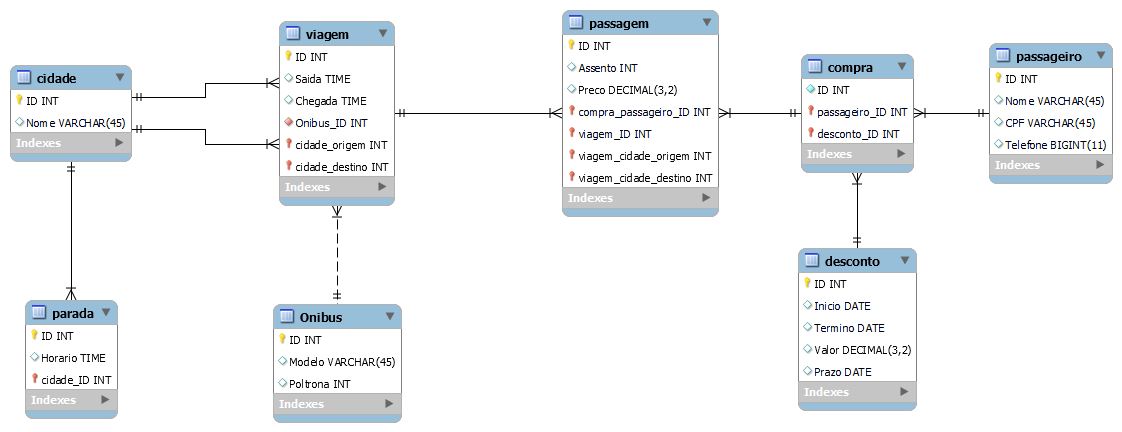 cidade
ID INT
Nome VARCHAR(45)
Indexes
viagem
ID INT
Saida TIME
Chegada TIME
Onibus_ID INT
cidade_origem INT
cidade_destino INT
Indexes
passagem
ID INT
Assento INT
Preco DECIMAL(3,2)
compra_passageiro_ID INT
viagem_ID INT
viagem_cidade_origem INT
viagem_cidade_destino INT
Indexes
compra
ID INT
passageiro_ID INT
desconto_ID INT
Indexes
passageiro
ID INT
Nome VARCHAR(45)
CPF VARCHAR(45)
Telefone BIGINT(11)
Indexes
parada
ID INT
Horario TIME
cidade_ID INT
Indexes
Onibus
ID INT
Modelo VARCHAR(45)
Poltrona INT
Indexes
desconto
ID INT
Inicio DATE
Termino DATE
Valor DECIMAL(3,2)
Prazo DATE
Indexes